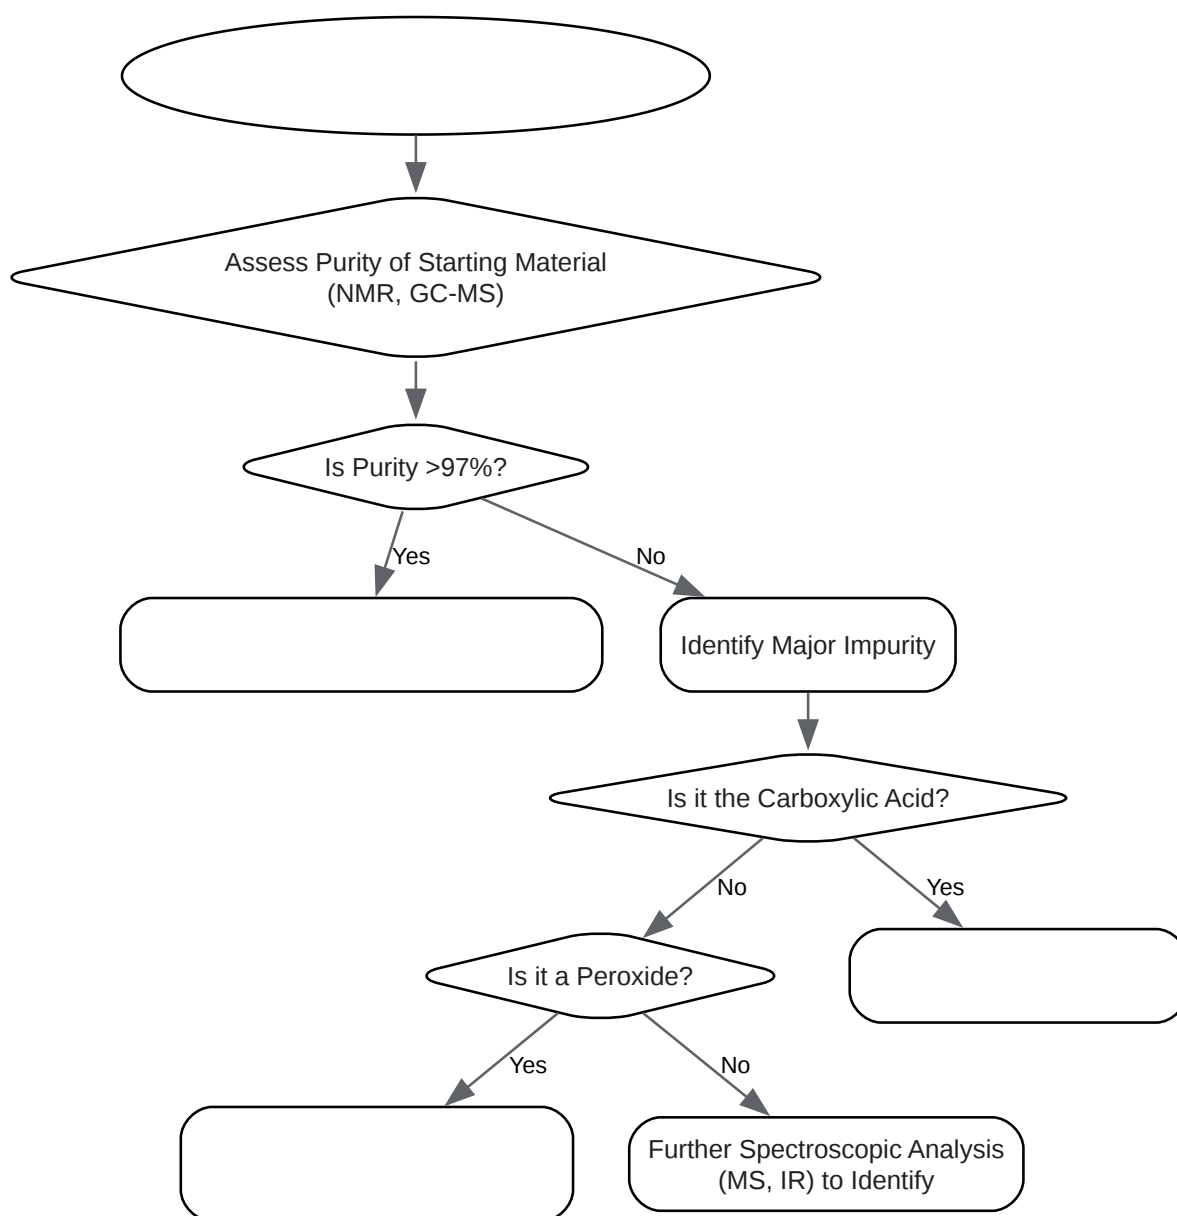 Assess Purity of Starting Material
(NMR, GC-MS)
Is Purity >97%?
Yes
No
Identify Major Impurity
Is it the Carboxylic Acid?
No
Yes
Is it a Peroxide?
Yes
No
Further Spectroscopic Analysis
(MS, IR) to Identify